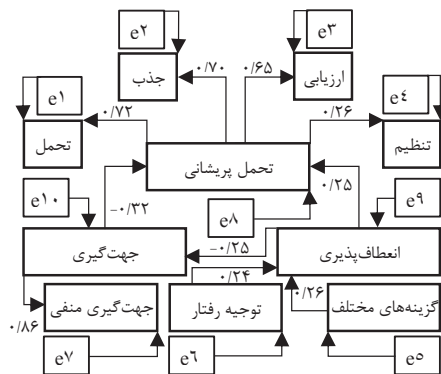 e۲ e۳
۰/۷۰ ۰/۶۵
جذب ارزیابی
e۱ e۴
۰/۷۲ ۰/۲۶
تحمل تنظیم
تحمل پریشانی
e۱۰ -۰/۳۲ e۸ ۰/۲۵ e۹
جهت‌گیری -۰/۲۵ انعطاف‌پذیری
۰/۲۴ ۰/۲۶
جهت‌گیری منفی توجیه رفتار گزینه‌های مختلف
۰/۸۶
e۷ e۶ e۵